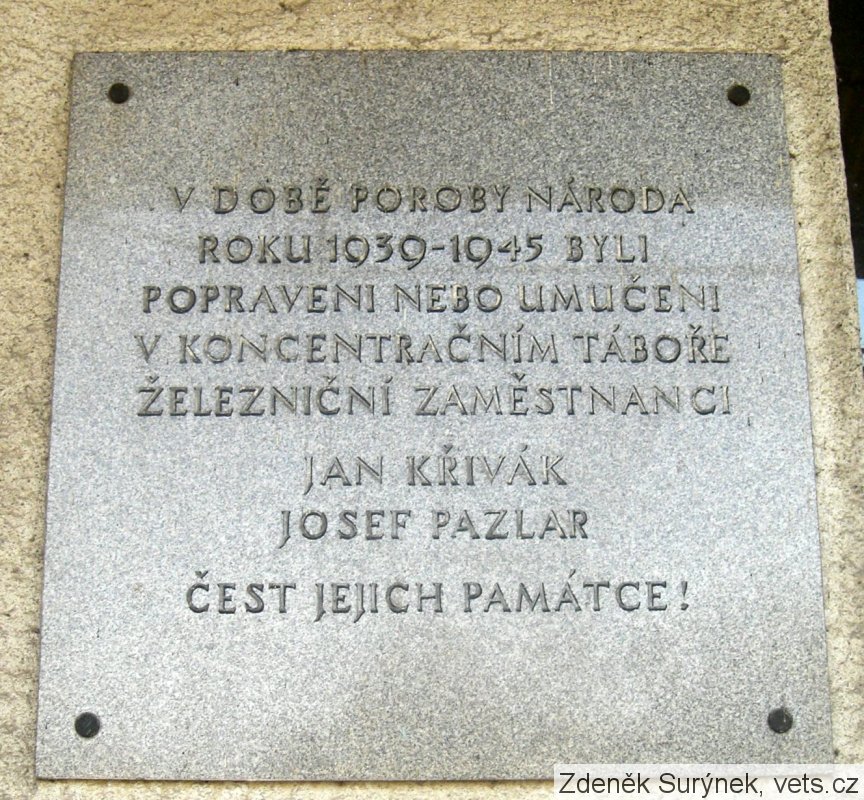 V DOBĚ POROBY NÁRODA
ROKU 1939-1945 BYLI
POPRAVENI NEBO UMUČENI
V KONCENTRAČNÍM TÁBOŘE
ŽELEZNIČNÍ ZAMĚSTNANCI
JAN KŘIVÁK
JOSEF PAZLAR
ČEST JEJICH PAMÁTCE!
Zdeněk Surýnek, vets.cz